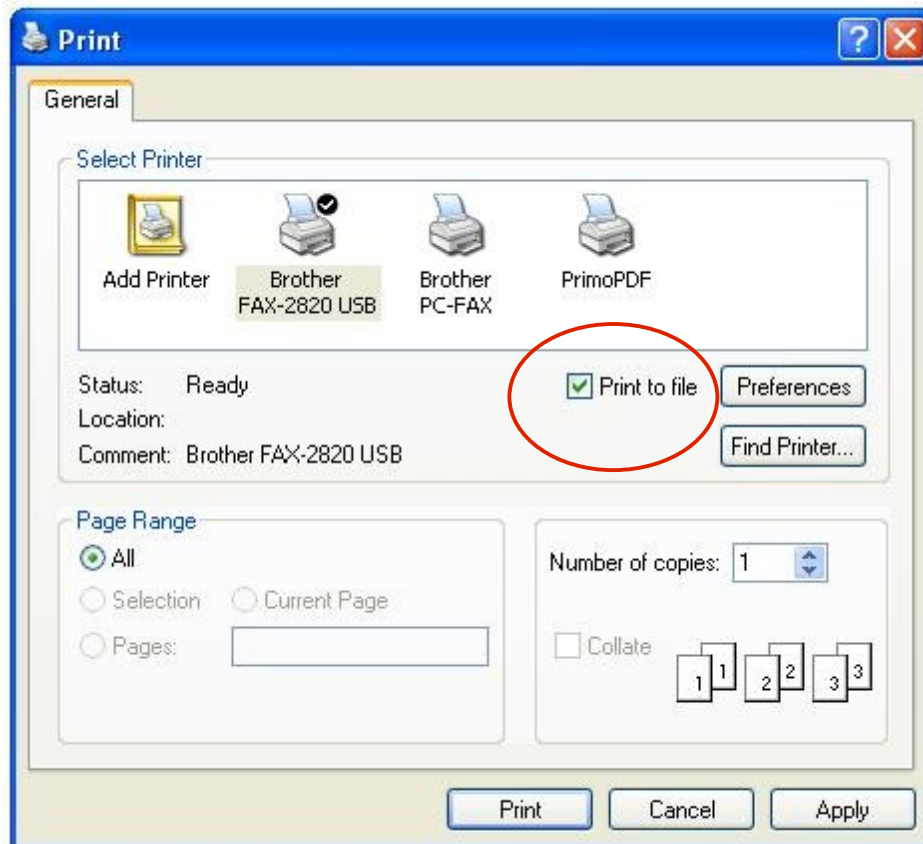 Print
General
Select Printer
Add Printer
Brother
FAX-2820 USB
Brother
PC-FAX
PrimoPDF
Status: Ready
Print to file
Preferences
Location:
Comment: Brother FAX-2820 USB
Find Printer...
Page Range
All
Selection
Current Page
Pages:
Number of copies: 1
Collate
1 1 2 2 3 3
Print
Cancel
Apply